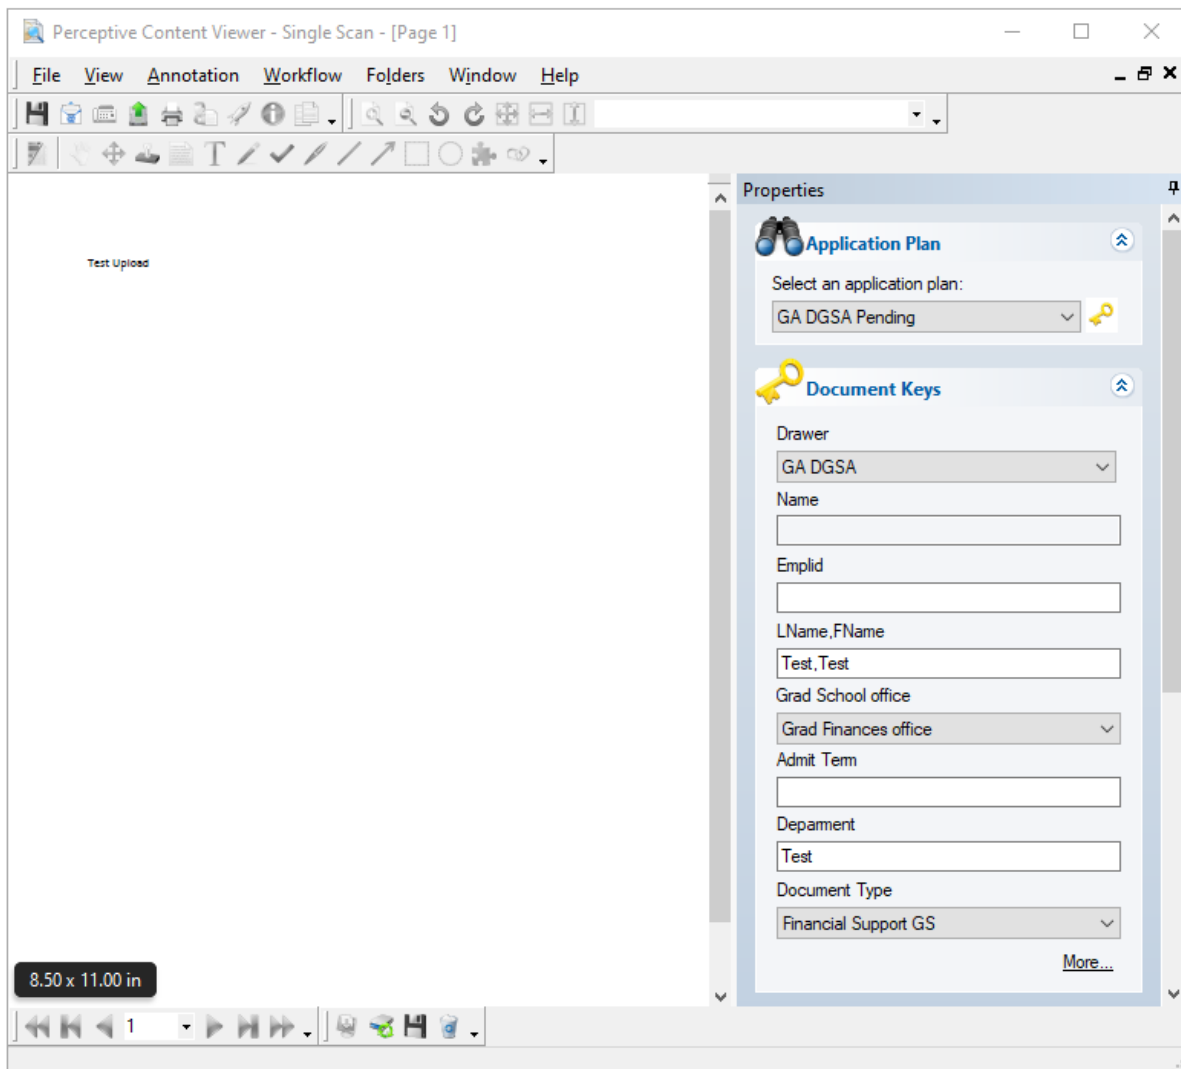 Perceptive Content Viewer - Single Scan - [Page 1]
File View Annotation Workflow Folders Window Help
Test Upload
Properties
Application Plan
Select an application plan:
GA DGSA Pending
Document Keys
Drawer
GA DGSA
Name
Emplid
LName,FName
Test,Test
Grad School office
Grad Finances office
Admit Term
Deparment
Test
Document Type
Financial Support GS
More...
8.50 x 11.00 in
1